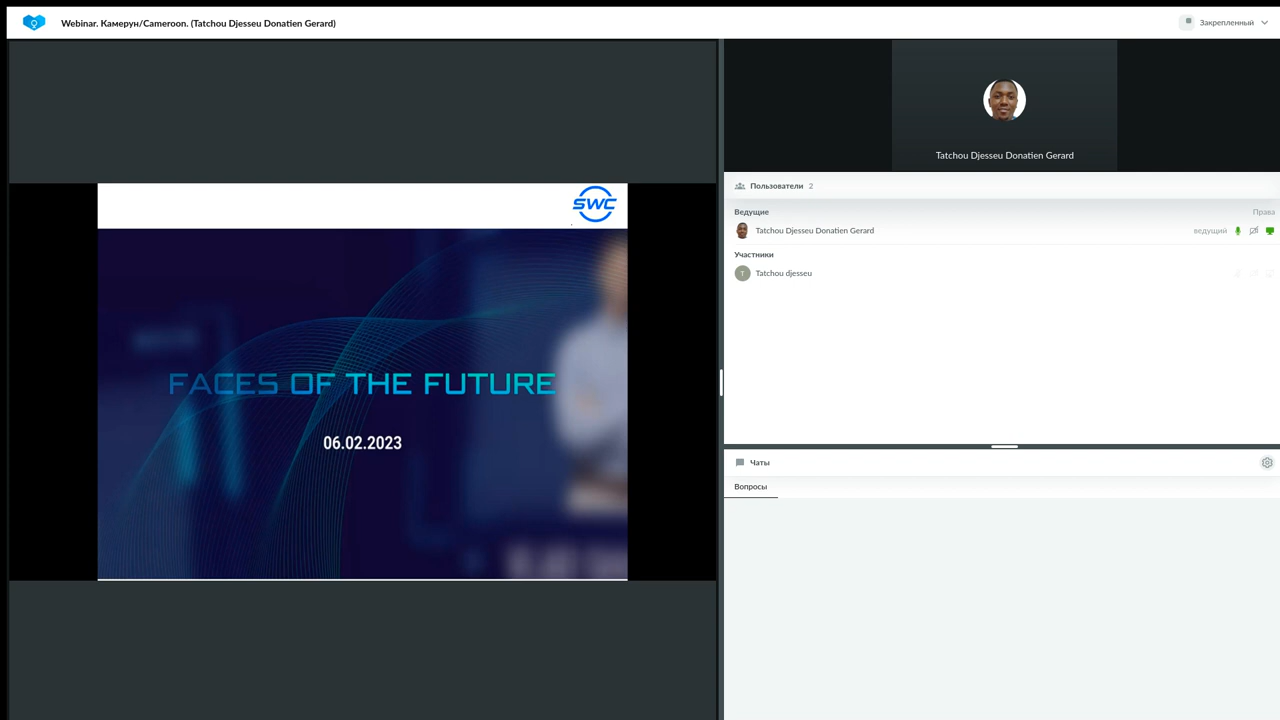 Webinar. Камерун/Cameroon. (Tatchou Djesseu Donatien Gerard)
Закрепленный
SWC
FACES OF THE FUTURE
06.02.2023
Tatchou Djesseu Donatien Gerard
Пользователи 2
Ведущие Права
Tatchou Djesseu Donatien Gerard ведущий
Участники
T Tatchou djesseu
Чаты
Вопросы